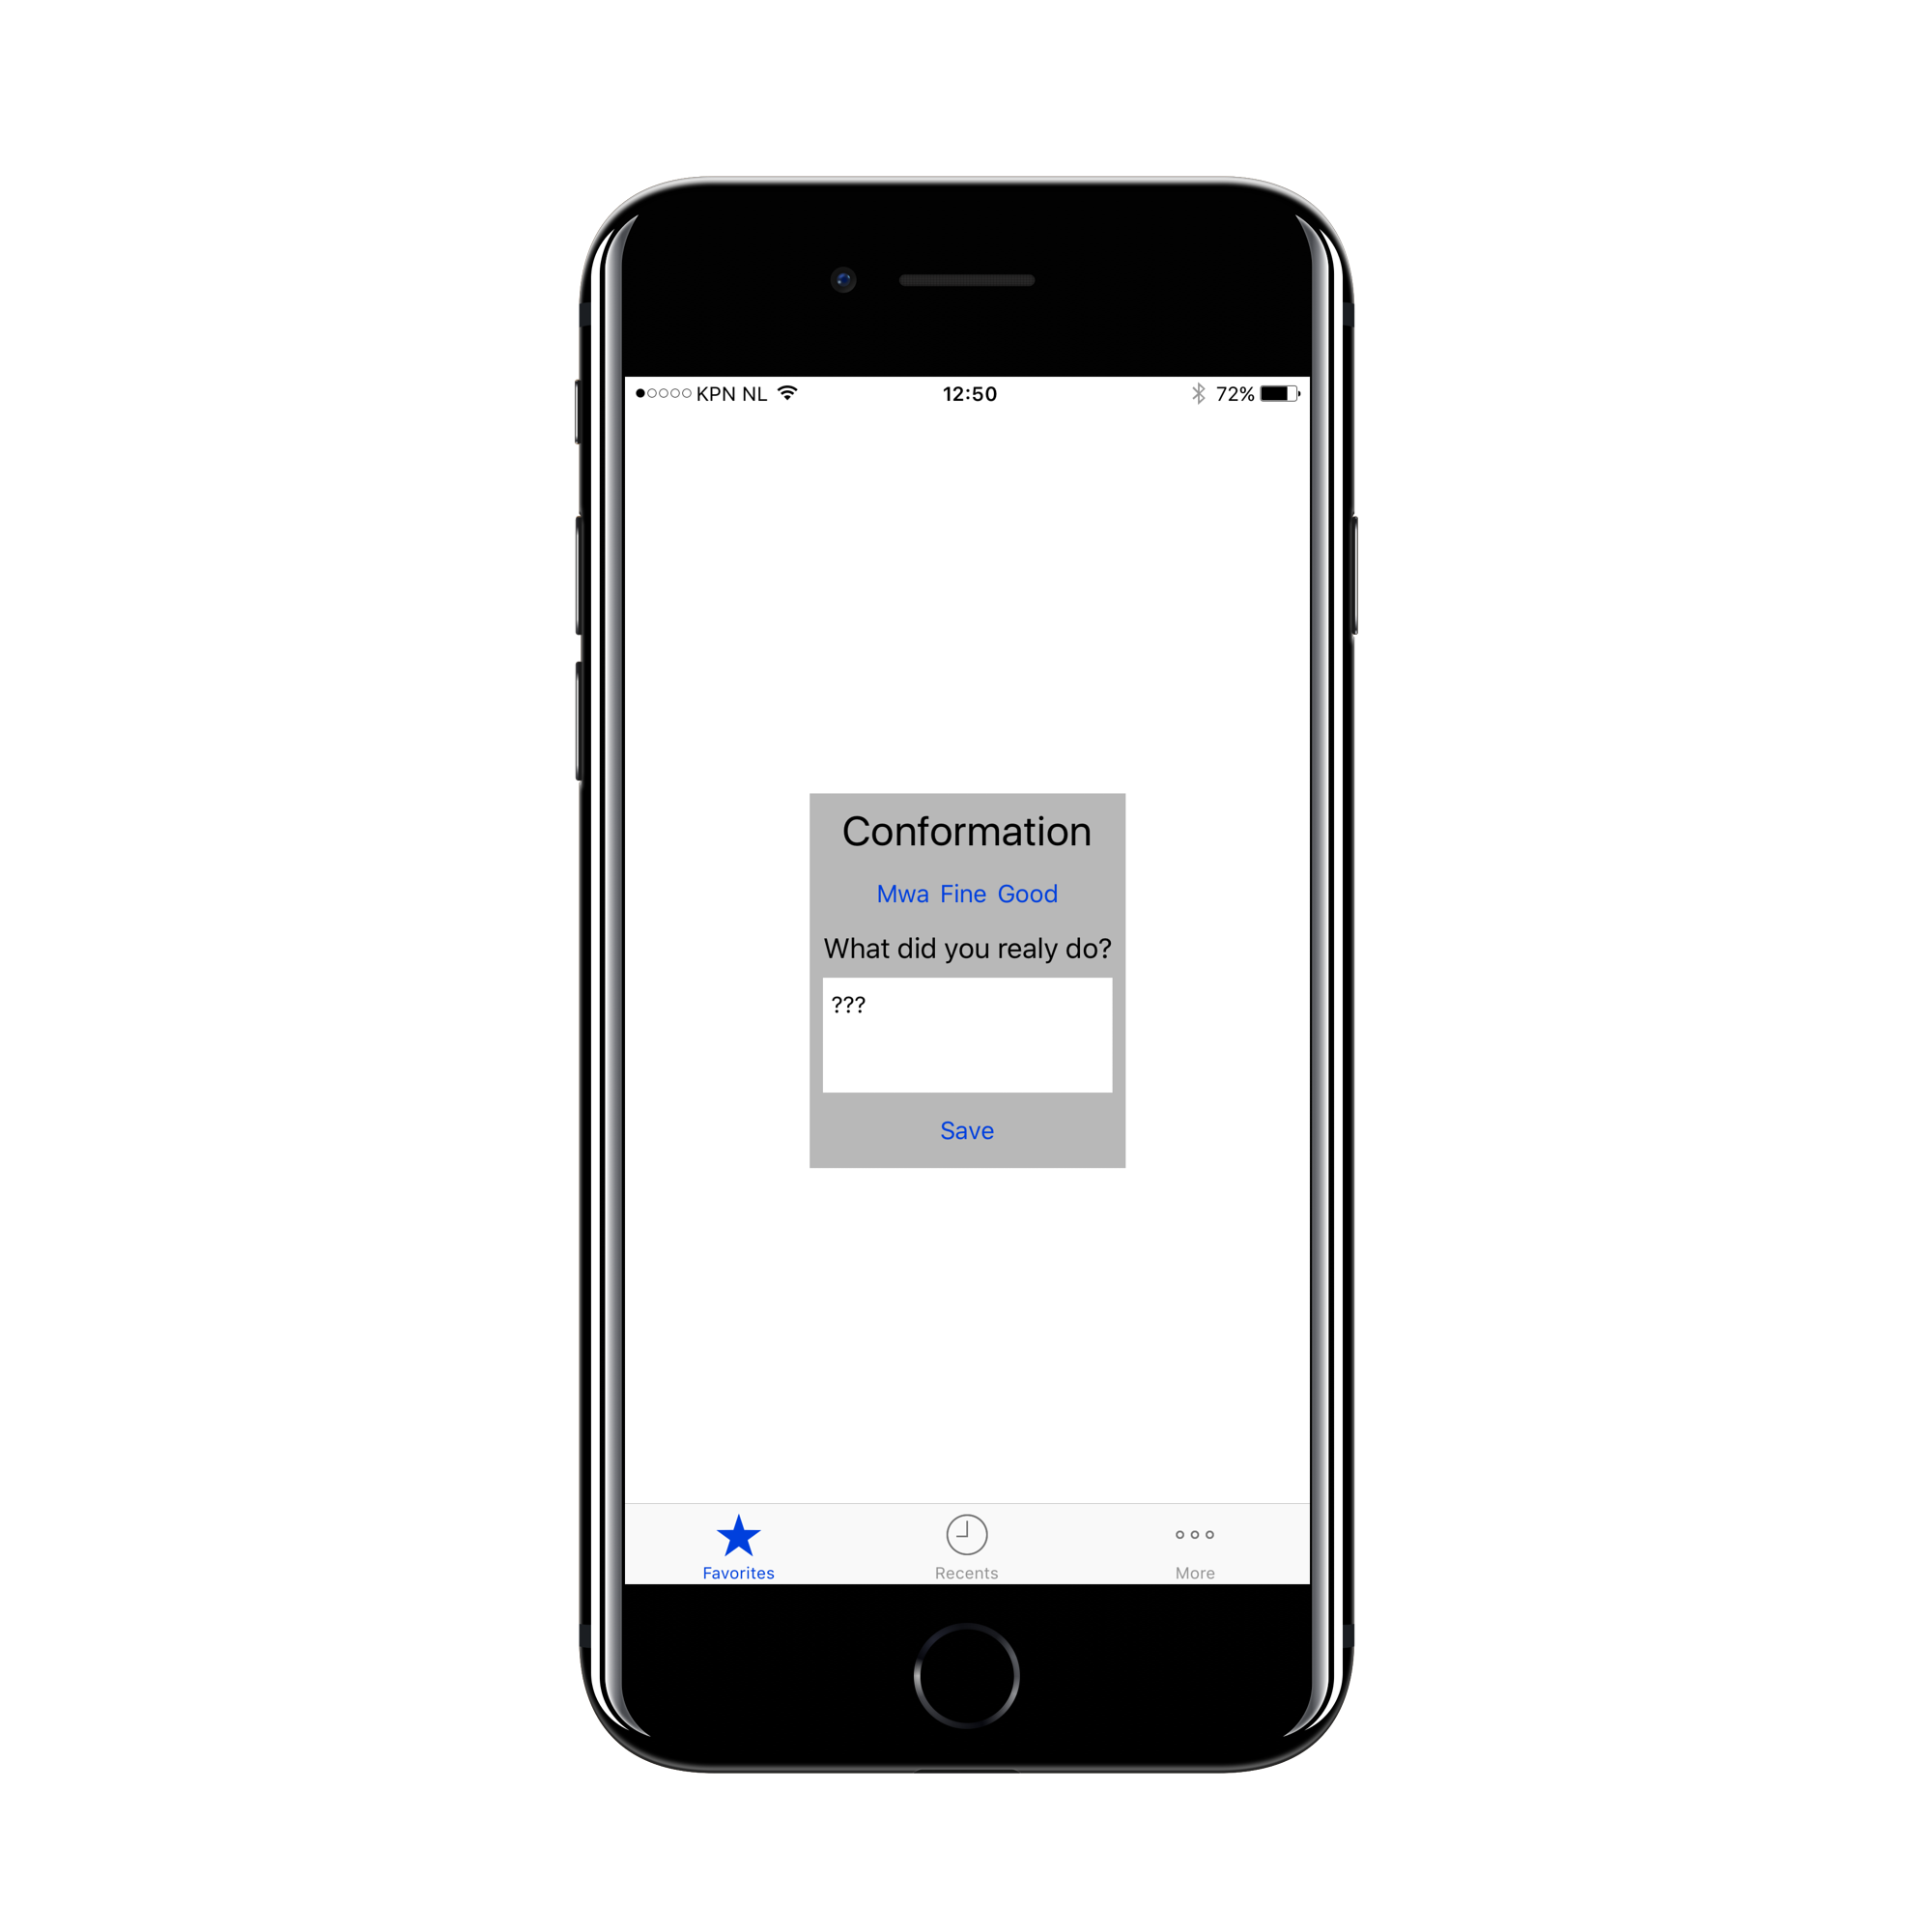 KPN NL 12:50 72%
Conformation
Mwa Fine Good
What did you realy do?
???
Save
Favorites Recents More